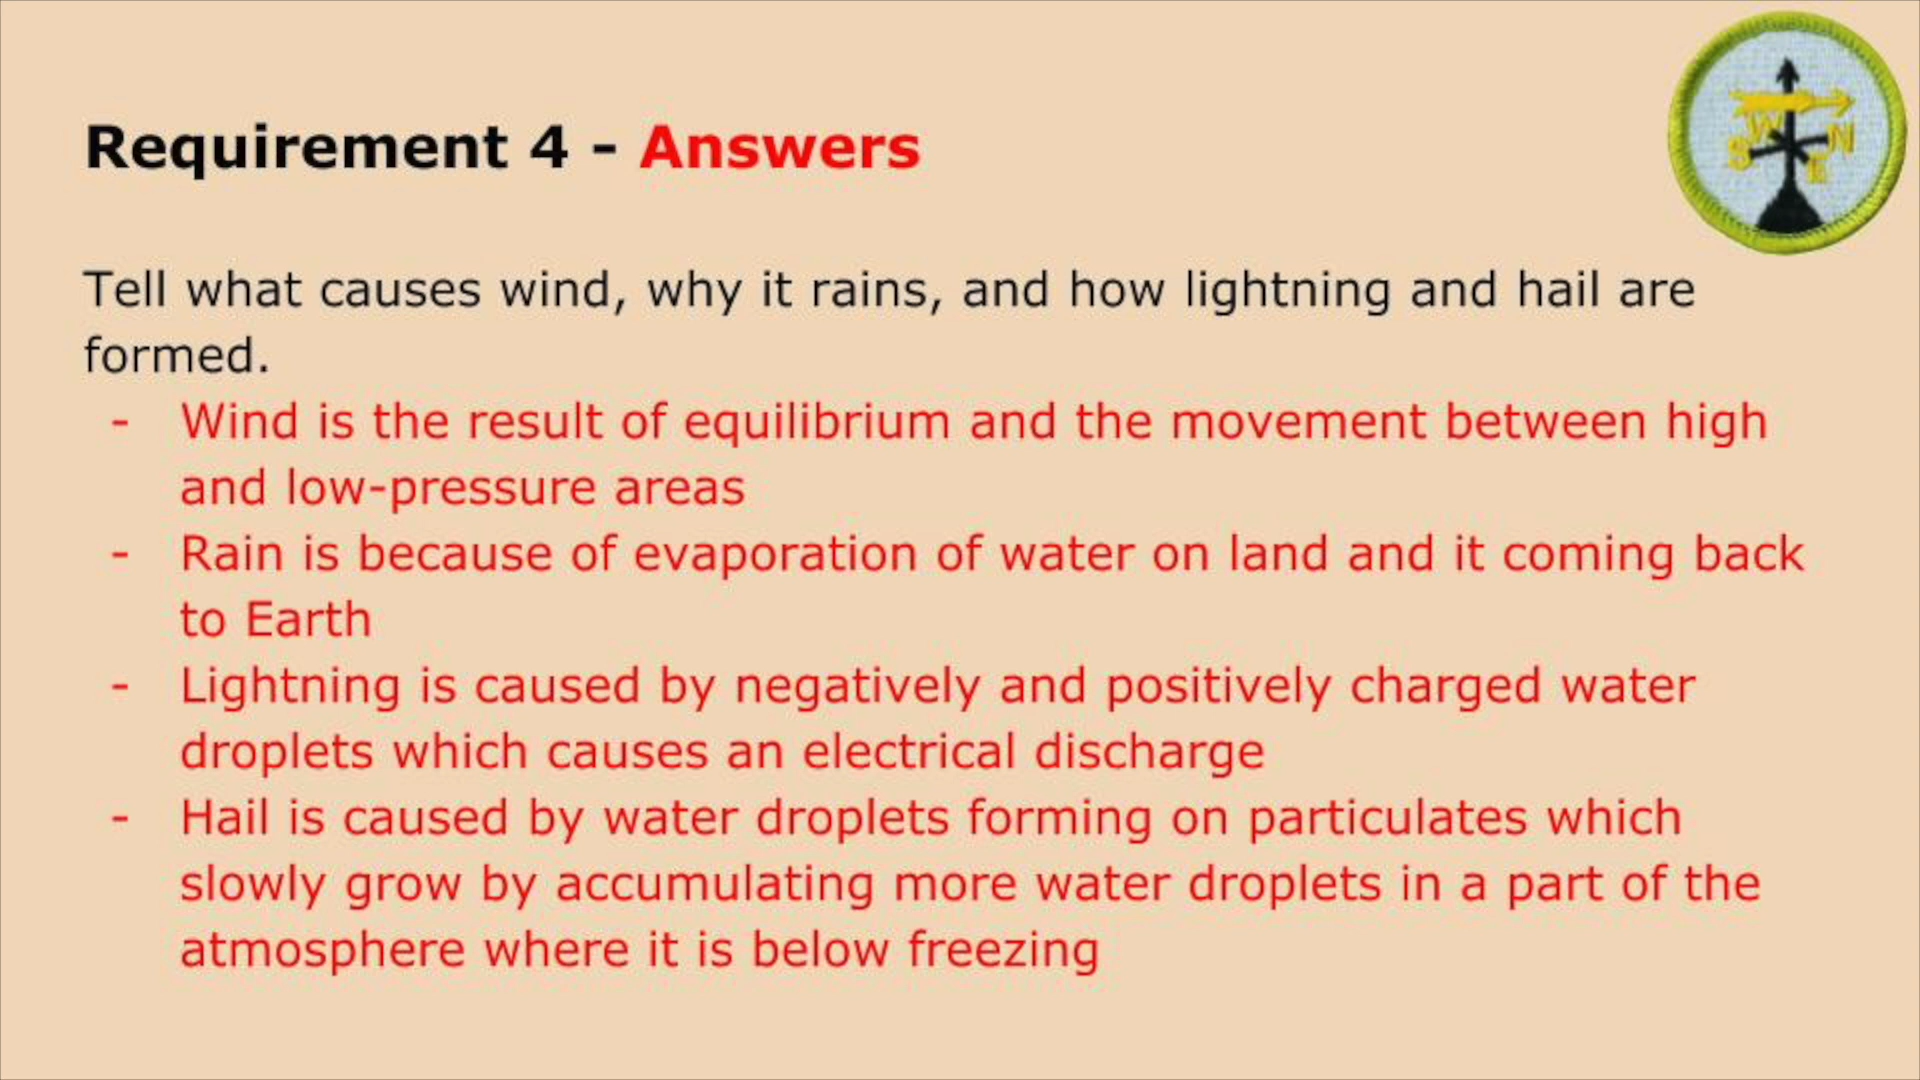 Requirement 4 - Answers
Tell what causes wind, why it rains, and how lightning and hail are
formed.
- Wind is the result of equilibrium and the movement between high
and low-pressure areas
- Rain is because of evaporation of water on land and it coming back
to Earth
- Lightning is caused by negatively and positively charged water
droplets which causes an electrical discharge
- Hail is caused by water droplets forming on particulates which
slowly grow by accumulating more water droplets in a part of the
atmosphere where it is below freezing
W
N
S
E